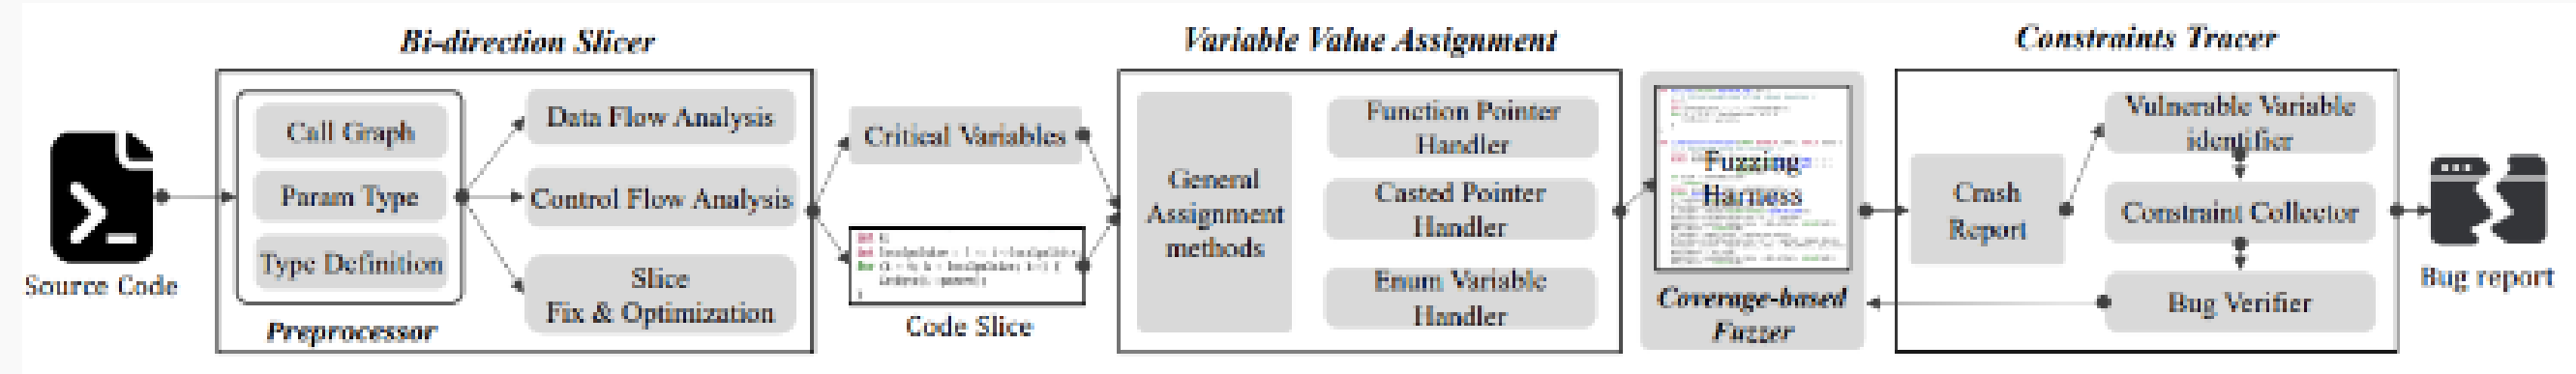 Bi-direction Slicer
Variable Value Assignment
Constraints Tracer
Source Code
Call Graph
Param Type
Type Definition
Preprocessor
Data Flow Analysis
Control Flow Analysis
Slice
Fix & Optimization
Critical Variables
Code Slice
General
Assignment
methods
Function Pointer
Handler
Casted Pointer
Handler
Enum Variable
Handler
Fuzzing
Harness
Coverage-based
Fuzzer
Crash
Report
Vulnerable Variable
identifier
Constraint Collector
Bug Verifier
Bug report